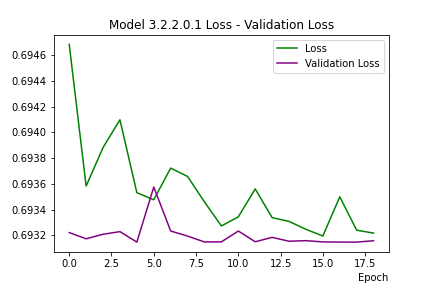 Model 3.2.2.0.1 Loss - Validation Loss
Loss
Validation Loss
0.6946
0.6944
0.6942
0.6940
0.6938
0.6936
0.6934
0.6932
0.0 2.5 5.0 7.5 10.0 12.5 15.0 17.5
Epoch